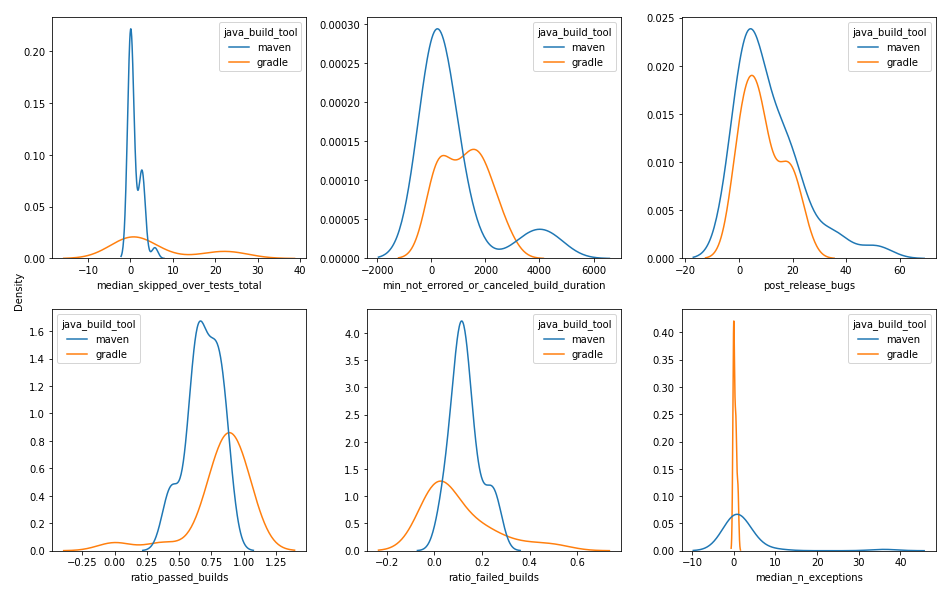 Density
0.20
0.15
0.10
0.05
0.00
java_build_tool
maven
gradle
−10 0 10 20 30 40
median_skipped_over_tests_total
0.00030
0.00025
0.00020
0.00015
0.00010
0.00005
0.00000
java_build_tool
maven
gradle
−2000 0 2000 4000 6000
min_not_errored_or_canceled_build_duration
0.025
0.020
0.015
0.010
0.005
0.000
java_build_tool
maven
gradle
−20 0 20 40 60
post_release_bugs
1.6
1.4
1.2
1.0
0.8
0.6
0.4
0.2
0.0
java_build_tool
maven
gradle
−0.25 0.00 0.25 0.50 0.75 1.00 1.25
ratio_passed_builds
4.0
3.5
3.0
2.5
2.0
1.5
1.0
0.5
0.0
java_build_tool
maven
gradle
−0.2 0.0 0.2 0.4 0.6
ratio_failed_builds
0.40
0.35
0.30
0.25
0.20
0.15
0.10
0.05
0.00
java_build_tool
maven
gradle
−10 0 10 20 30 40
median_n_exceptions